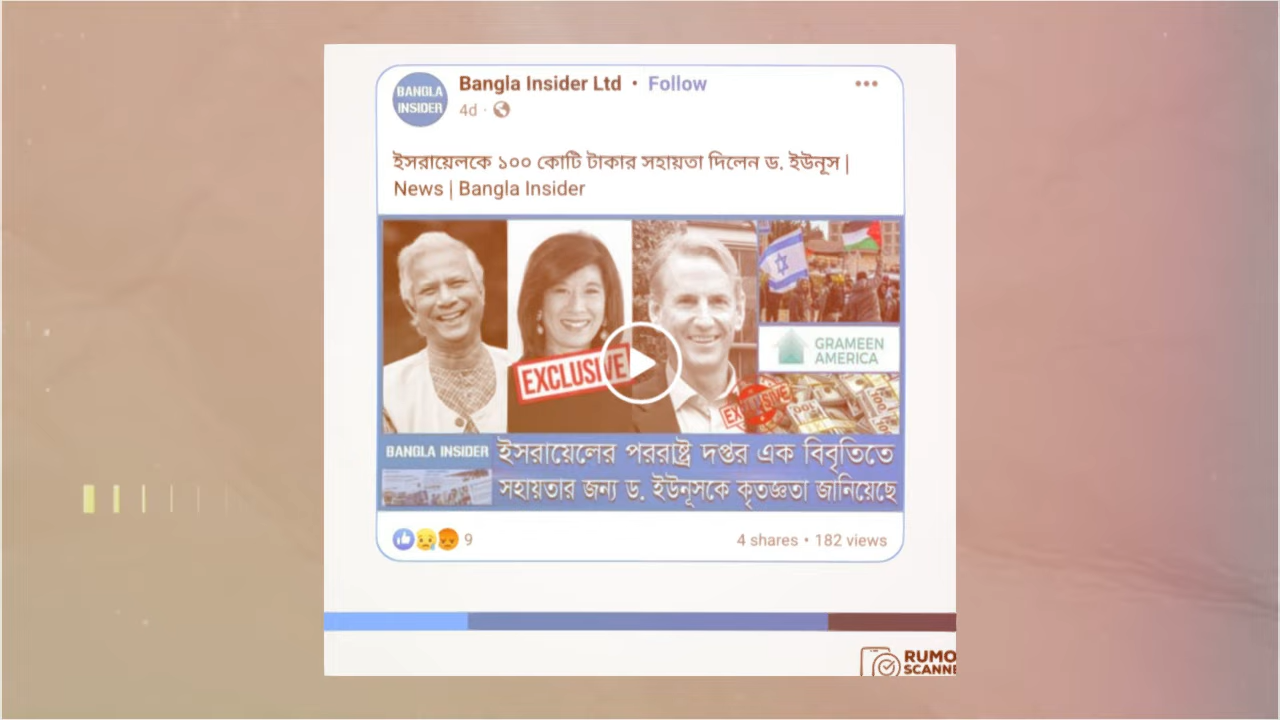 BANGLA
INSIDER
Bangla Insider Ltd • Follow
4d ·
ইসরায়েলকে ১০০ কোটি টাকার সহায়তা দিলেন ড. ইউনূস |
News | Bangla Insider
EXCLUSIVE
GRAMEEN
AMERICA
EXCLUSIVE
BANGLA INSIDER
ইসরায়েলের পররাষ্ট্র দপ্তর এক বিবৃতিতে
সহায়তার জন্য ড. ইউনূসকে কৃতজ্ঞতা জানিয়েছে
9
4 shares • 182 views
RUMO
SCANNE